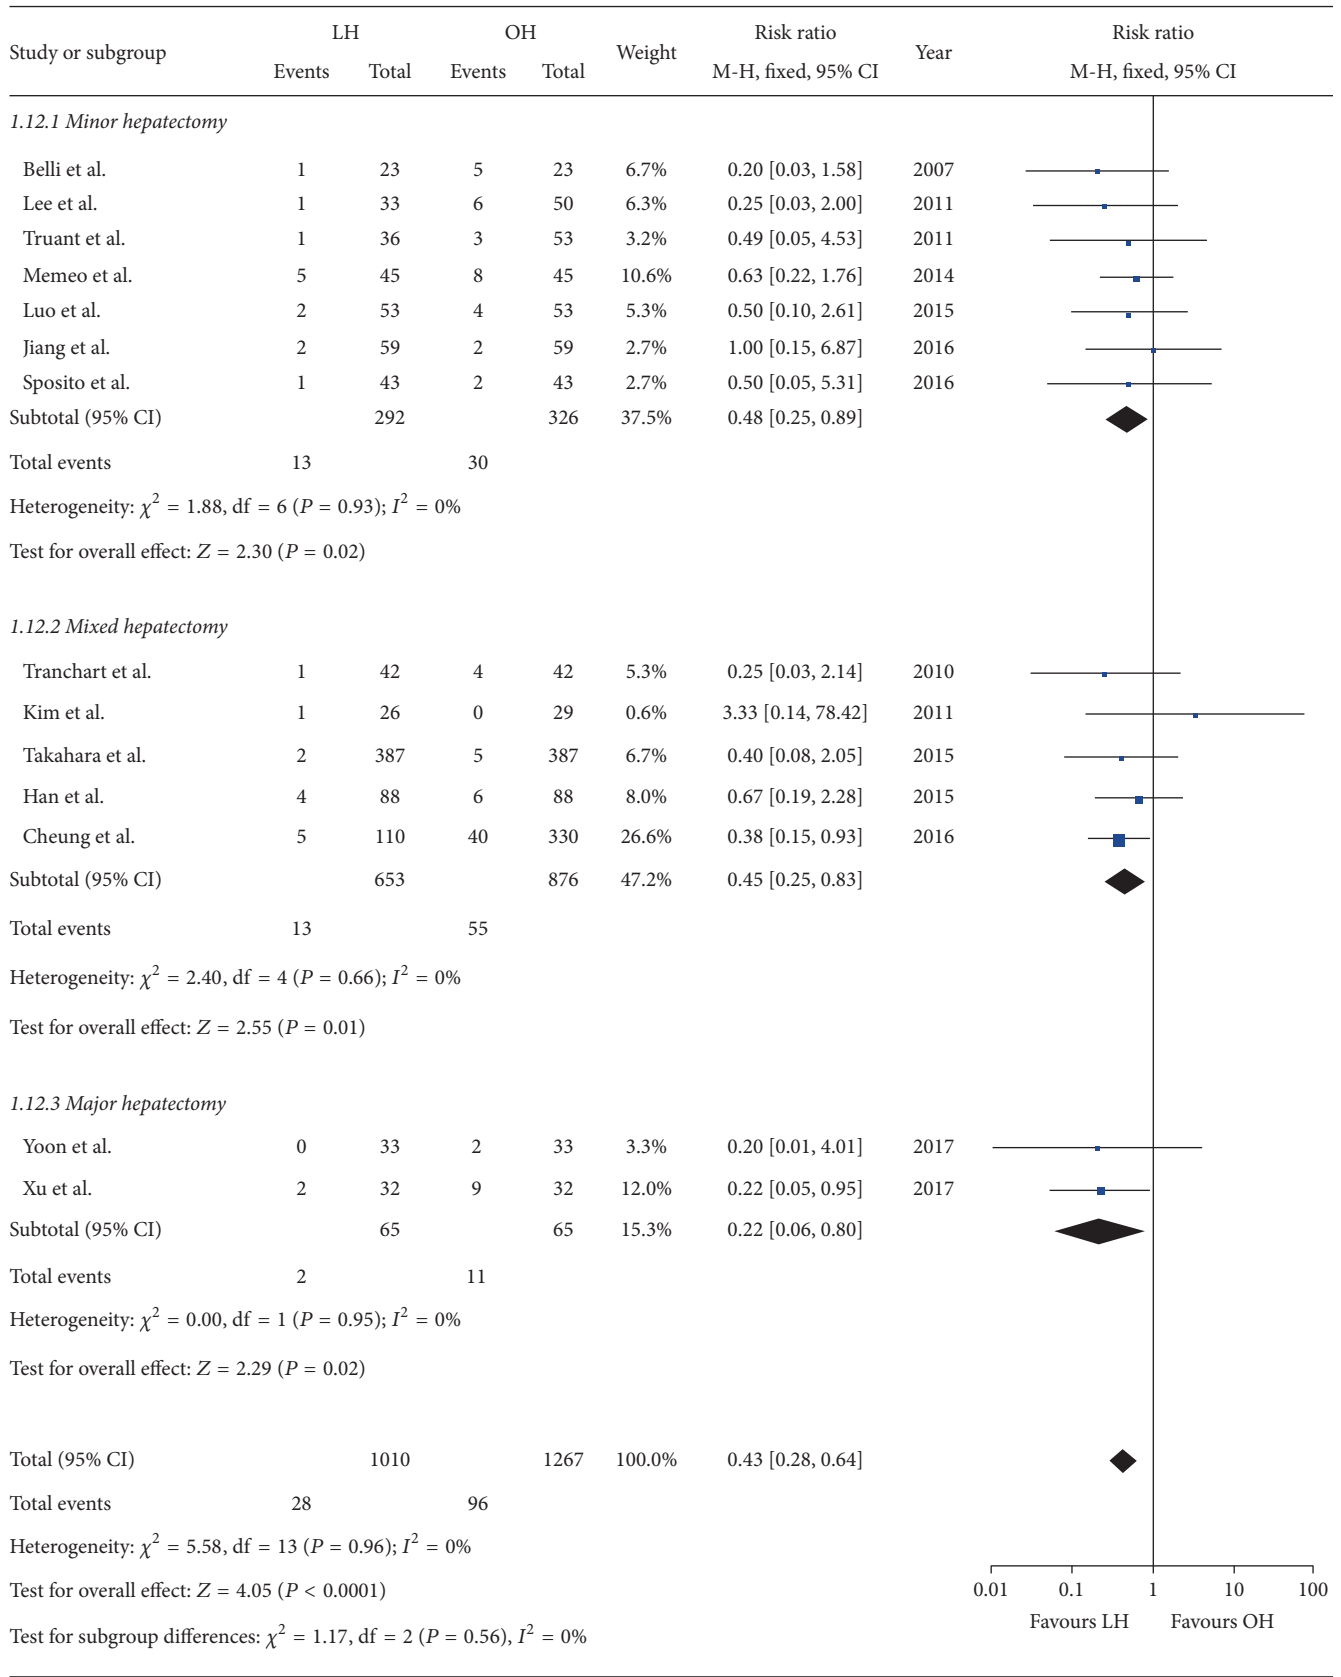 Study or subgroup LH OH Weight Risk ratio Year Risk ratio
Events Total Events Total M-H, fixed, 95% CI M-H, fixed, 95% CI
1.12.1 Minor hepatectomy
Belli et al. 1 23 5 23 6.7% 0.20 [0.03, 1.58] 2007
Lee et al. 1 33 6 50 6.3% 0.25 [0.03, 2.00] 2011
Truant et al. 1 36 3 53 3.2% 0.49 [0.05, 4.53] 2011
Memeo et al. 5 45 8 45 10.6% 0.63 [0.22, 1.76] 2014
Luo et al. 2 53 4 53 5.3% 0.50 [0.10, 2.61] 2015
Jiang et al. 2 59 2 59 2.7% 1.00 [0.15, 6.87] 2016
Sposito et al. 1 43 2 43 2.7% 0.50 [0.05, 5.31] 2016
Subtotal (95% CI) 292 326 37.5% 0.48 [0.25, 0.89]
Total events 13 30
Heterogeneity: χ² = 1.88, df = 6 (P = 0.93); I² = 0%
Test for overall effect: Z = 2.30 (P = 0.02)
1.12.2 Mixed hepatectomy
Tranchart et al. 1 42 4 42 5.3% 0.25 [0.03, 2.14] 2010
Kim et al. 1 26 0 29 0.6% 3.33 [0.14, 78.42] 2011
Takahara et al. 2 387 5 387 6.7% 0.40 [0.08, 2.05] 2015
Han et al. 4 88 6 88 8.0% 0.67 [0.19, 2.28] 2015
Cheung et al. 5 110 40 330 26.6% 0.38 [0.15, 0.93] 2016
Subtotal (95% CI) 653 876 47.2% 0.45 [0.25, 0.83]
Total events 13 55
Heterogeneity: χ² = 2.40, df = 4 (P = 0.66); I² = 0%
Test for overall effect: Z = 2.55 (P = 0.01)
1.12.3 Major hepatectomy
Yoon et al. 0 33 2 33 3.3% 0.20 [0.01, 4.01] 2017
Xu et al. 2 32 9 32 12.0% 0.22 [0.05, 0.95] 2017
Subtotal (95% CI) 65 65 15.3% 0.22 [0.06, 0.80]
Total events 2 11
Heterogeneity: χ² = 0.00, df = 1 (P = 0.95); I² = 0%
Test for overall effect: Z = 2.29 (P = 0.02)
Total (95% CI) 1010 1267 100.0% 0.43 [0.28, 0.64]
Total events 28 96
Heterogeneity: χ² = 5.58, df = 13 (P = 0.96); I² = 0%
Test for overall effect: Z = 4.05 (P < 0.0001)
Test for subgroup differences: χ² = 1.17, df = 2 (P = 0.56), I² = 0%
0.01 0.1 1 10 100
Favours LH Favours OH